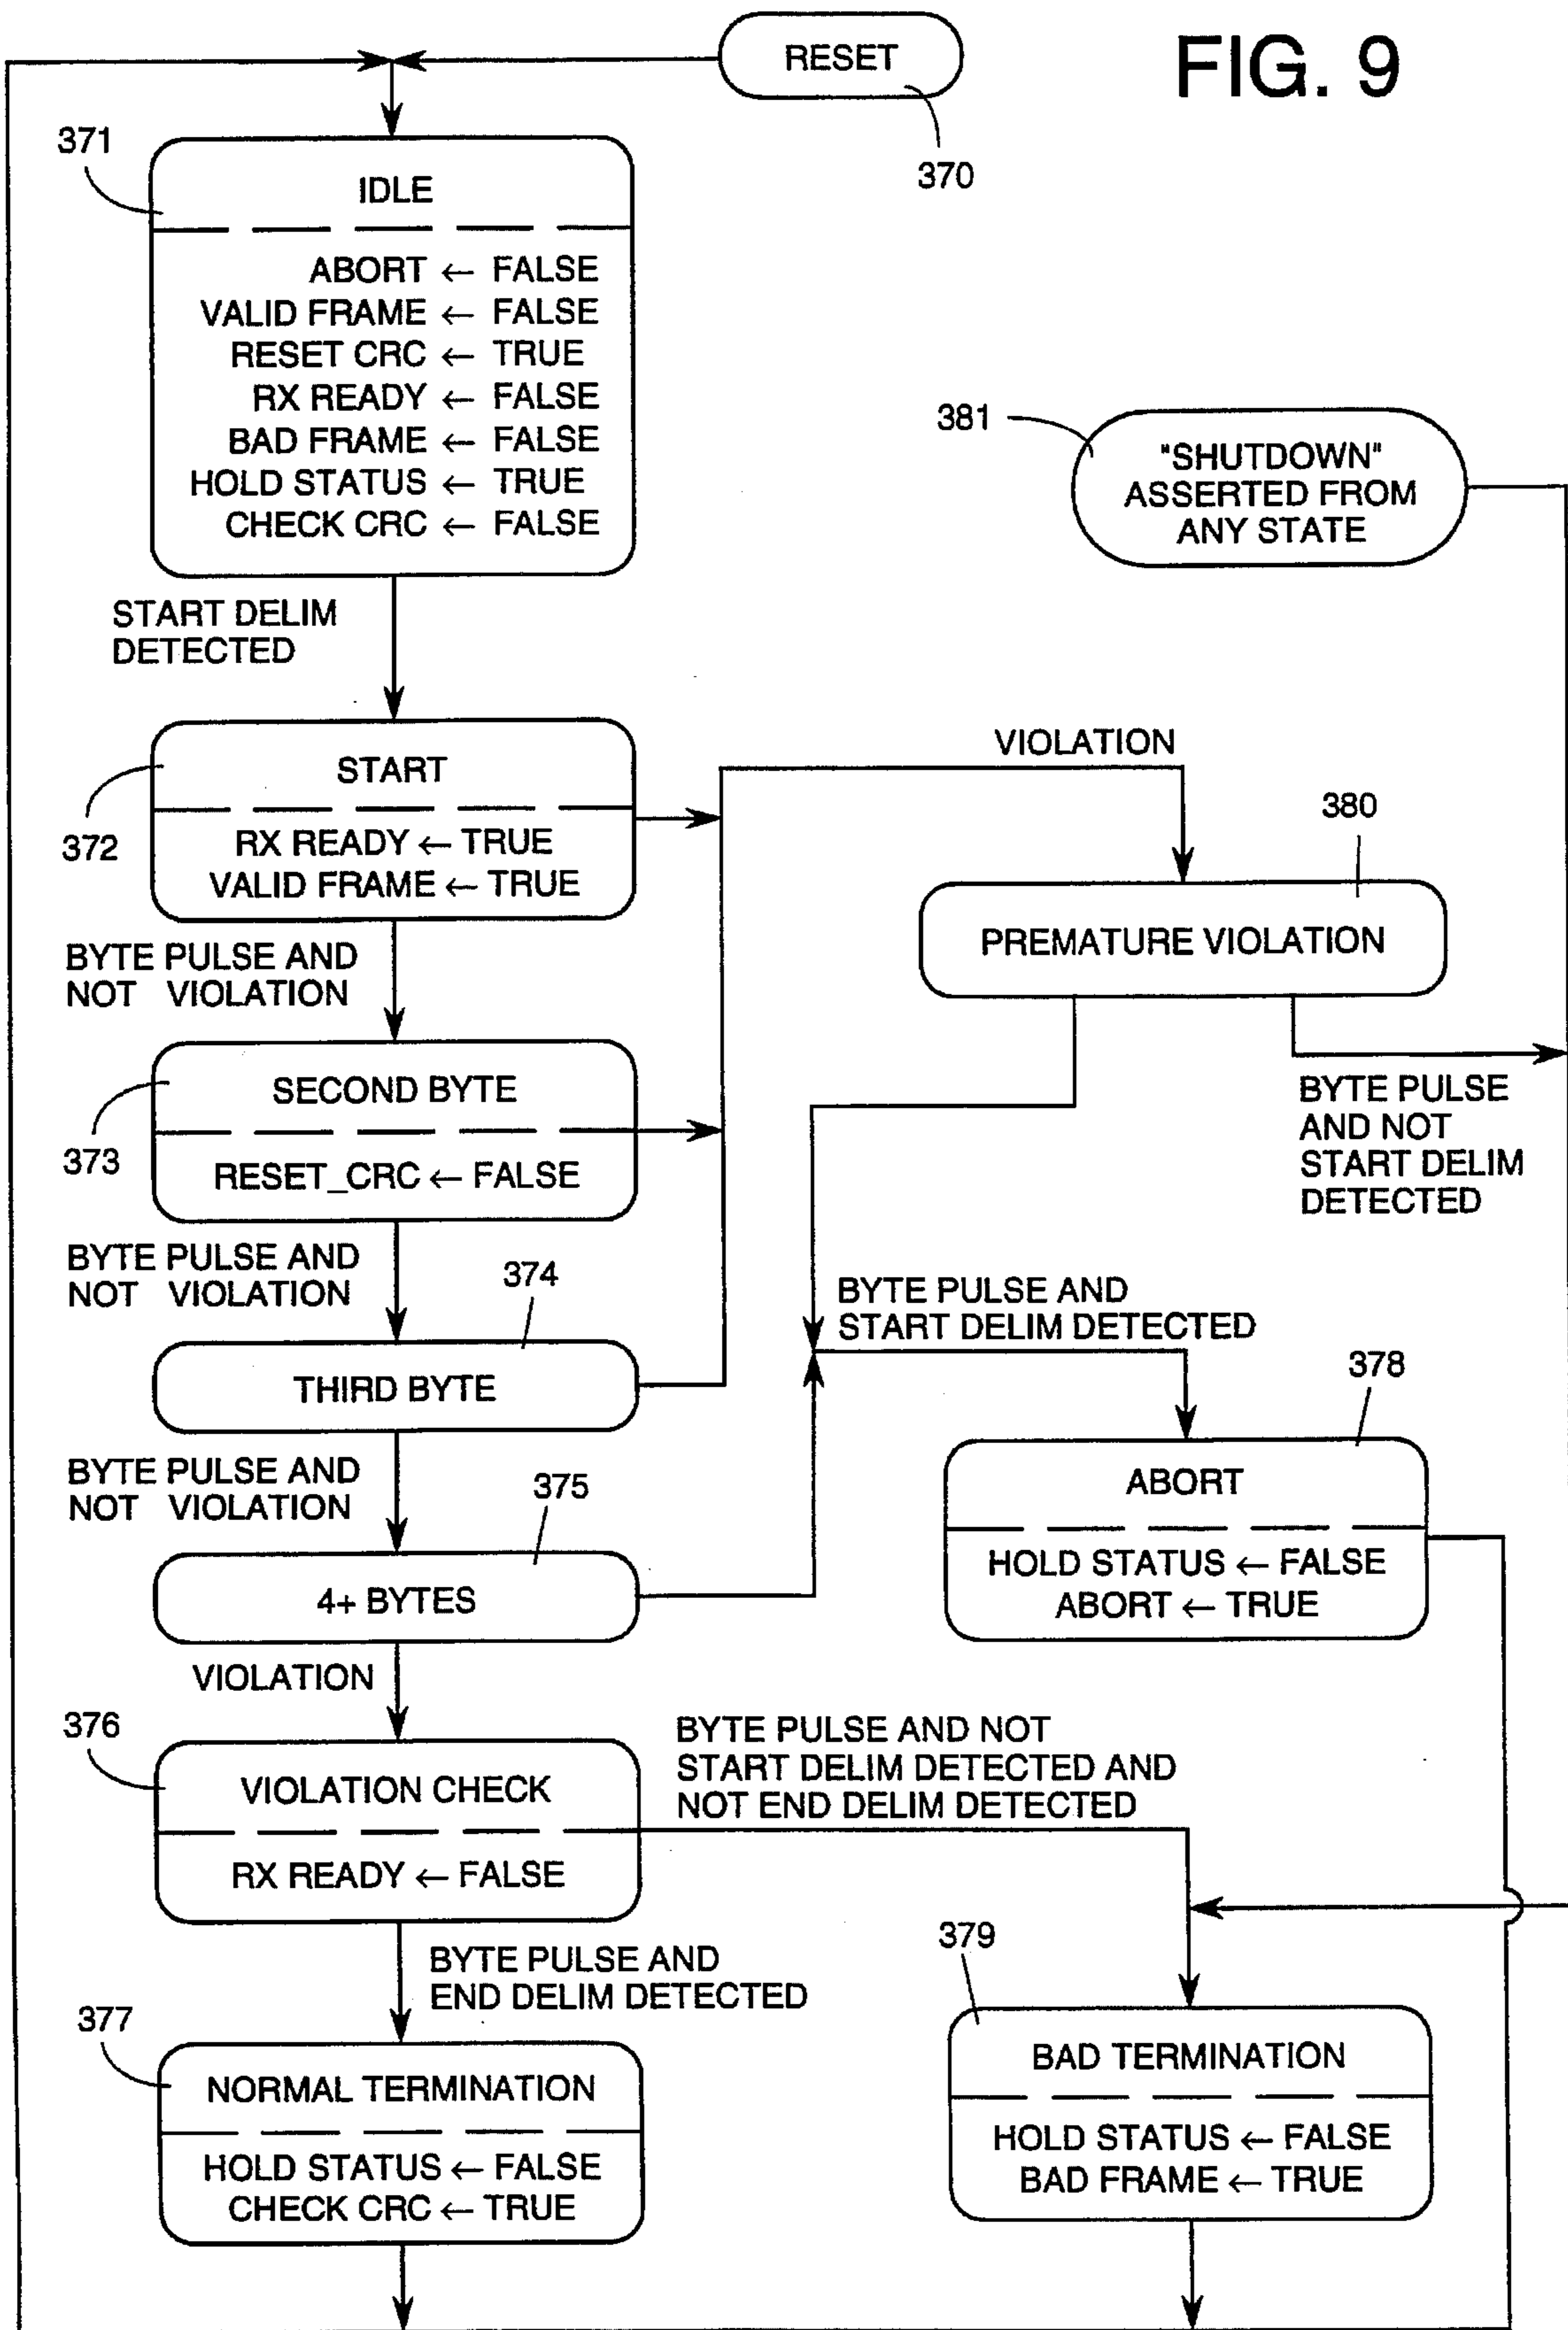 FIG. 9
RESET
370
371
IDLE
ABORT ← FALSE
VALID FRAME ← FALSE
RESET CRC ← TRUE
RX READY ← FALSE
BAD FRAME ← FALSE
HOLD STATUS ← TRUE
CHECK CRC ← FALSE
381
"SHUTDOWN"
ASSERTED FROM
ANY STATE
START DELIM
DETECTED
372
START
RX READY ← TRUE
VALID FRAME ← TRUE
VIOLATION
380
PREMATURE VIOLATION
BYTE PULSE AND
NOT VIOLATION
373
SECOND BYTE
RESET_CRC ← FALSE
BYTE PULSE
AND NOT
START DELIM
DETECTED
BYTE PULSE AND
NOT VIOLATION
374
THIRD BYTE
BYTE PULSE AND
START DELIM DETECTED
378
ABORT
HOLD STATUS ← FALSE
ABORT ← TRUE
BYTE PULSE AND
NOT VIOLATION
375
4+ BYTES
VIOLATION
376
VIOLATION CHECK
RX READY ← FALSE
BYTE PULSE AND NOT
START DELIM DETECTED AND
NOT END DELIM DETECTED
BYTE PULSE AND
END DELIM DETECTED
377
NORMAL TERMINATION
HOLD STATUS ← FALSE
CHECK CRC ← TRUE
379
BAD TERMINATION
HOLD STATUS ← FALSE
BAD FRAME ← TRUE